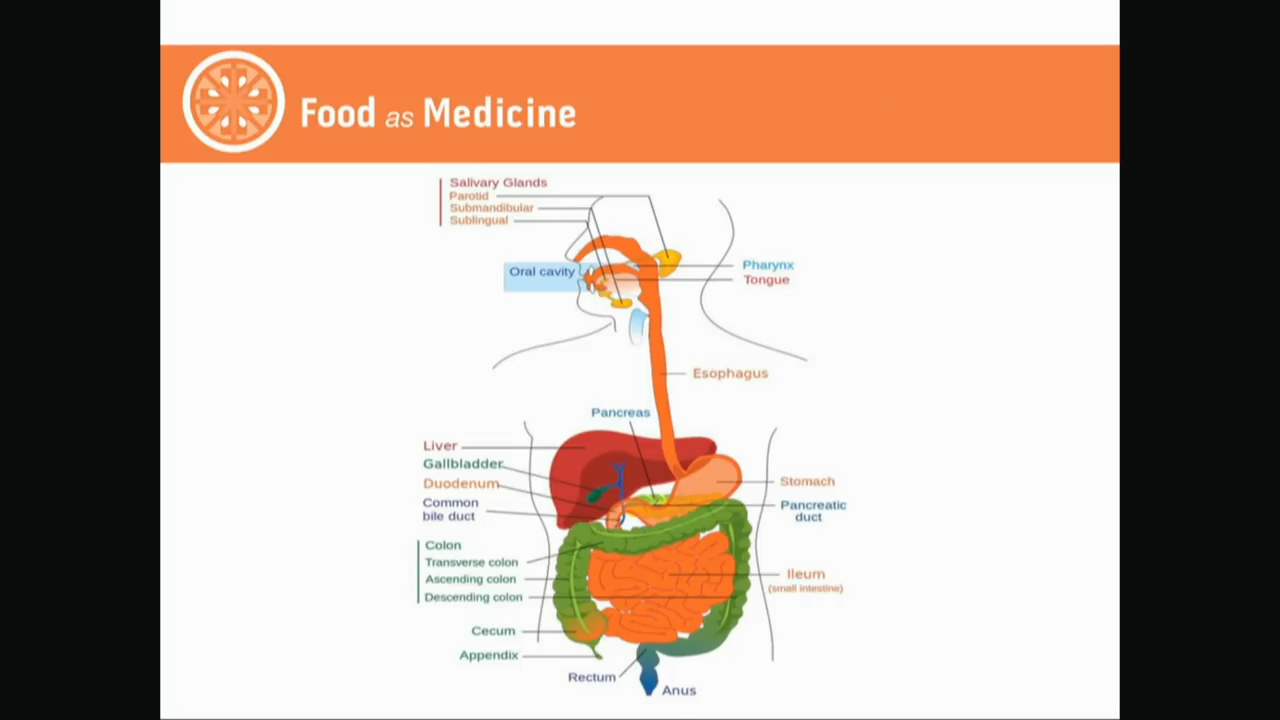 Food as Medicine
Salivary Glands
Parotid
Submandibular
Sublingual
Oral cavity
Pharynx
Tongue
Esophagus
Pancreas
Liver
Gallbladder
Duodenum
Common
bile duct
Stomach
Pancreatic
duct
Colon
Transverse colon
Ascending colon
Descending colon
Ileum
(small intestine)
Cecum
Appendix
Rectum
Anus